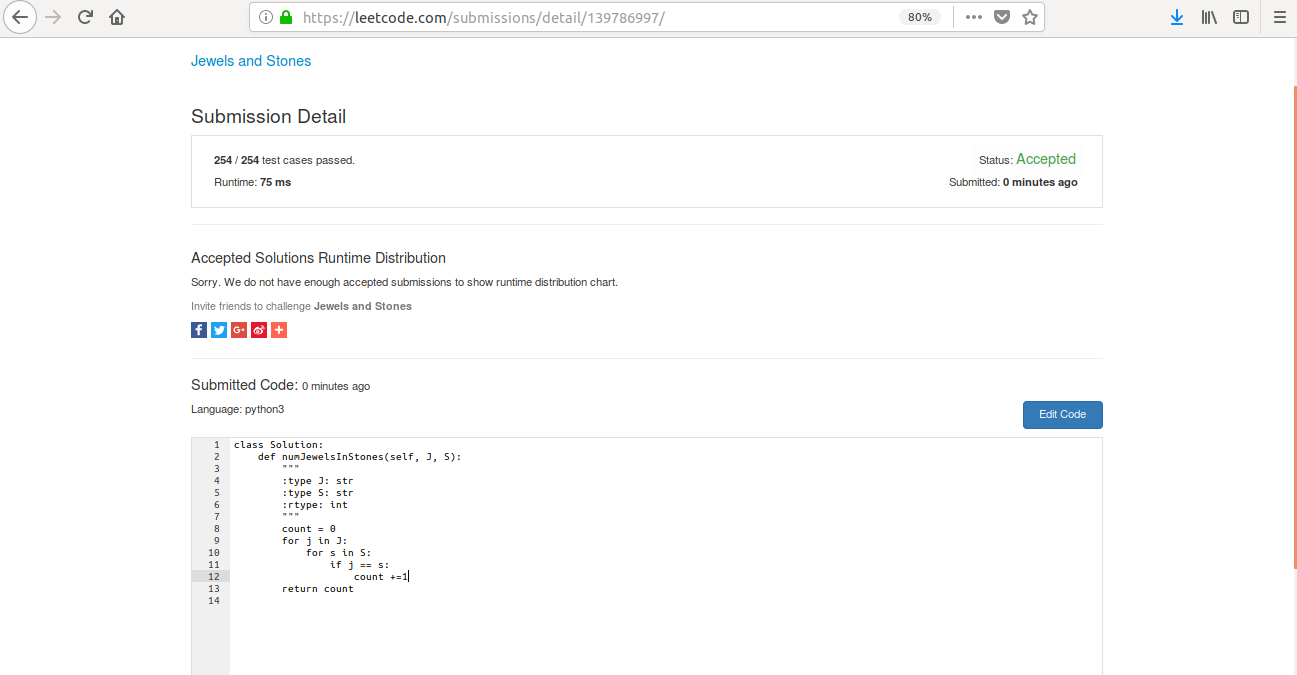 https://leetcode.com/submissions/detail/139786997/ 80%
Jewels and Stones
Submission Detail
254 / 254 test cases passed. Status: Accepted
Runtime: 75 ms Submitted: 0 minutes ago
Accepted Solutions Runtime Distribution
Sorry. We do not have enough accepted submissions to show runtime distribution chart.
Invite friends to challenge Jewels and Stones
Submitted Code: 0 minutes ago
Language: python3
Edit Code
1 class Solution:
2     def numJewelsInStones(self, J, S):
3         """
4         :type J: str
5         :type S: str
6         :rtype: int
7         """
8         count = 0
9         for j in J:
10             for s in S:
11                 if j == s:
12                     count +=1
13         return count
14